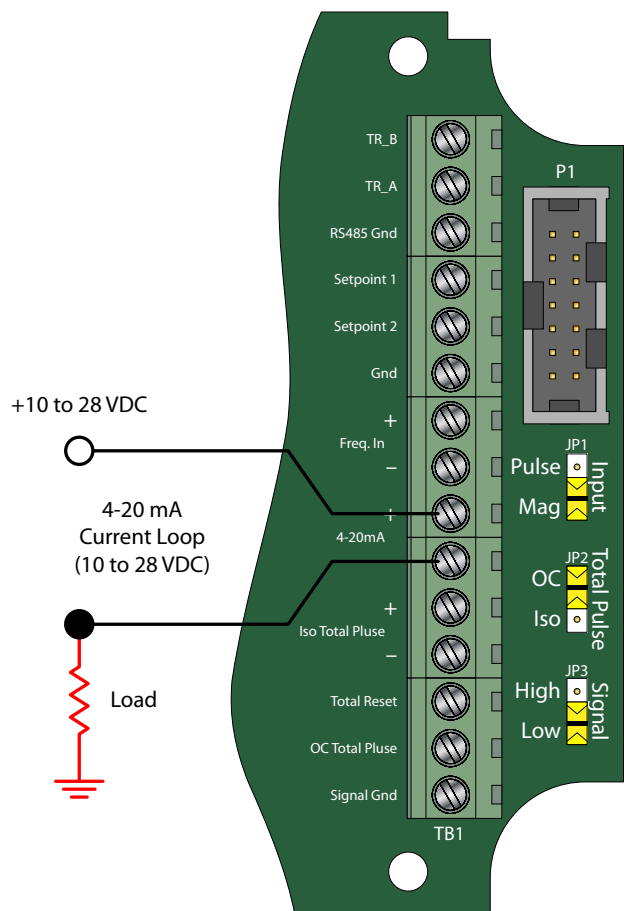 TR_B
TR_A
RS485 Gnd
Setpoint 1
Setpoint 2
Gnd
+
Freq. In
−
+
4-20mA
+
Iso Total Pluse
−
Total Reset
OC Total Pluse
Signal Gnd
TB1
P1
JP1
Pulse
Mag
Input
JP2
OC
Iso
Total Pulse
JP3
High
Low
Signal
+10 to 28 VDC
4-20 mA
Current Loop
(10 to 28 VDC)
Load